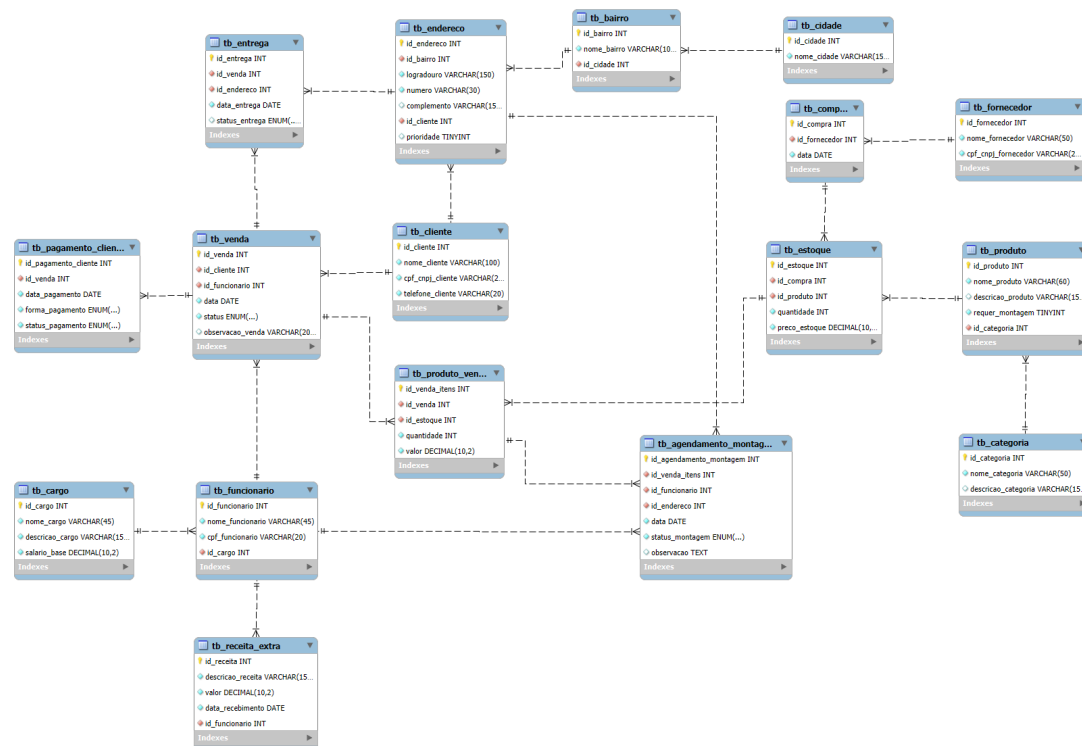 tb_entrega
id_entrega INT
id_venda INT
id_endereco INT
data_entrega DATE
status_entrega ENUM(...
Indexes
tb_endereco
id_endereco INT
id_bairro INT
logradouro VARCHAR(150)
numero VARCHAR(30)
complemento VARCHAR(15...
id_cliente INT
prioridade TINYINT
Indexes
tb_bairro
id_bairro INT
nome_bairro VARCHAR(10...
id_cidade INT
Indexes
tb_cidade
id_cidade INT
nome_cidade VARCHAR(15...
Indexes
tb_comp...
id_compra INT
id_fornecedor INT
data DATE
Indexes
tb_fornecedor
id_fornecedor INT
nome_fornecedor VARCHAR(50)
cpf_cnpj_fornecedor VARCHAR(2...
Indexes
tb_pagamento_clien...
id_pagamento_cliente INT
id_venda INT
data_pagamento DATE
forma_pagamento ENUM(...)
status_pagamento ENUM(...)
Indexes
tb_venda
id_venda INT
id_cliente INT
id_funcionario INT
data DATE
status ENUM(...)
observacao_venda VARCHAR(20...
Indexes
tb_cliente
id_cliente INT
nome_cliente VARCHAR(100)
cpf_cnpj_cliente VARCHAR(2...
telefone_cliente VARCHAR(20)
Indexes
tb_estoque
id_estoque INT
id_compra INT
id_produto INT
quantidade INT
preco_estoque DECIMAL(10,...
Indexes
tb_produto
id_produto INT
nome_produto VARCHAR(60)
descricao_produto VARCHAR(15...
requer_montagem TINYINT
id_categoria INT
Indexes
tb_produto_ven...
id_venda_itens INT
id_venda INT
id_estoque INT
quantidade INT
valor DECIMAL(10,2)
Indexes
tb_agendamento_montag...
id_agendamento_montagem INT
id_venda_itens INT
id_funcionario INT
id_endereco INT
data DATE
status_montagem ENUM(...)
observacao TEXT
Indexes
tb_categoria
id_categoria INT
nome_categoria VARCHAR(50)
descricao_categoria VARCHAR(15...
Indexes
tb_cargo
id_cargo INT
nome_cargo VARCHAR(45)
descricao_cargo VARCHAR(15...
salario_base DECIMAL(10,2)
Indexes
tb_funcionario
id_funcionario INT
nome_funcionario VARCHAR(45)
cpf_funcionario VARCHAR(20)
id_cargo INT
Indexes
tb_receita_extra
id_receita INT
descricao_receita VARCHAR(15...
valor DECIMAL(10,2)
data_recebimento DATE
id_funcionario INT
Indexes